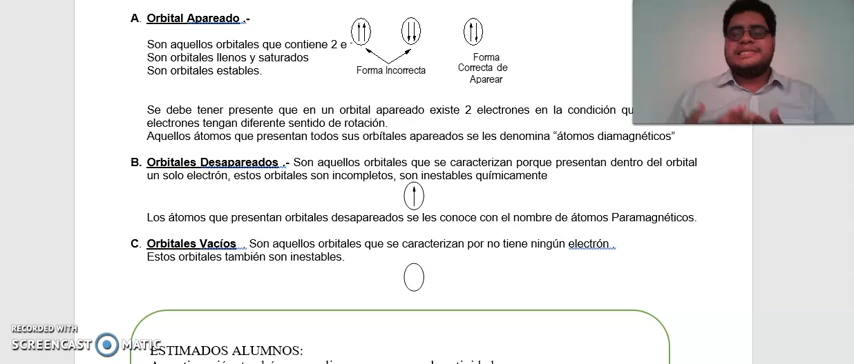 A. Orbital Apareado .-
Son aquellos orbitales que contiene 2 e -
Son orbitales llenos y saturados
Son orbitales estables.
Forma Incorrecta
Forma
Correcta de
Aparear
Se debe tener presente que en un orbital apareado existe 2 electrones en la condición
electrones tengan diferente sentido de rotación.
Aquellos átomos que presentan todos sus orbítales apareados se les denomina “átomos diamagnéticos”
B. Orbitales Desapareados .- Son aquellos orbitales que se caracterizan porque presentan dentro del orbital
un solo electrón, estos orbitales son incompletos, son inestables químicamente
Los átomos que presentan orbitales desapareados se les conoce con el nombre de átomos Paramagnéticos.
C. Orbitales Vacíos . Son aquellos orbitales que se caracterizan por no tiene ningún electrón .
Estos orbitales también son inestables.
ESTIMADOS ALUMNOS:
RECORDED WITH
SCREENCAST MATIC